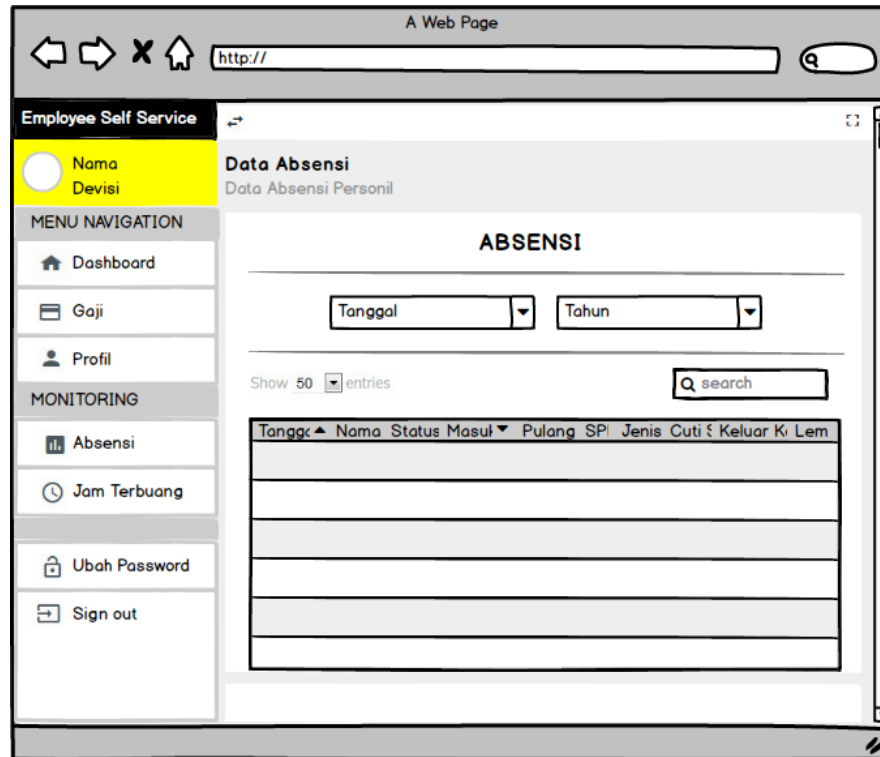 A Web Page
http://
Employee Self Service
Nama
Devisi
MENU NAVIGATION
Dashboard
Gaji
Profil
MONITORING
Absensi
Jam Terbuang
Ubah Password
Sign out
Data Absensi
Data Absensi Personil
ABSENSI
Tanggal Tahun
Show 50 entries search
Nama Status Pulang Jenis Cuti Keluar Lem